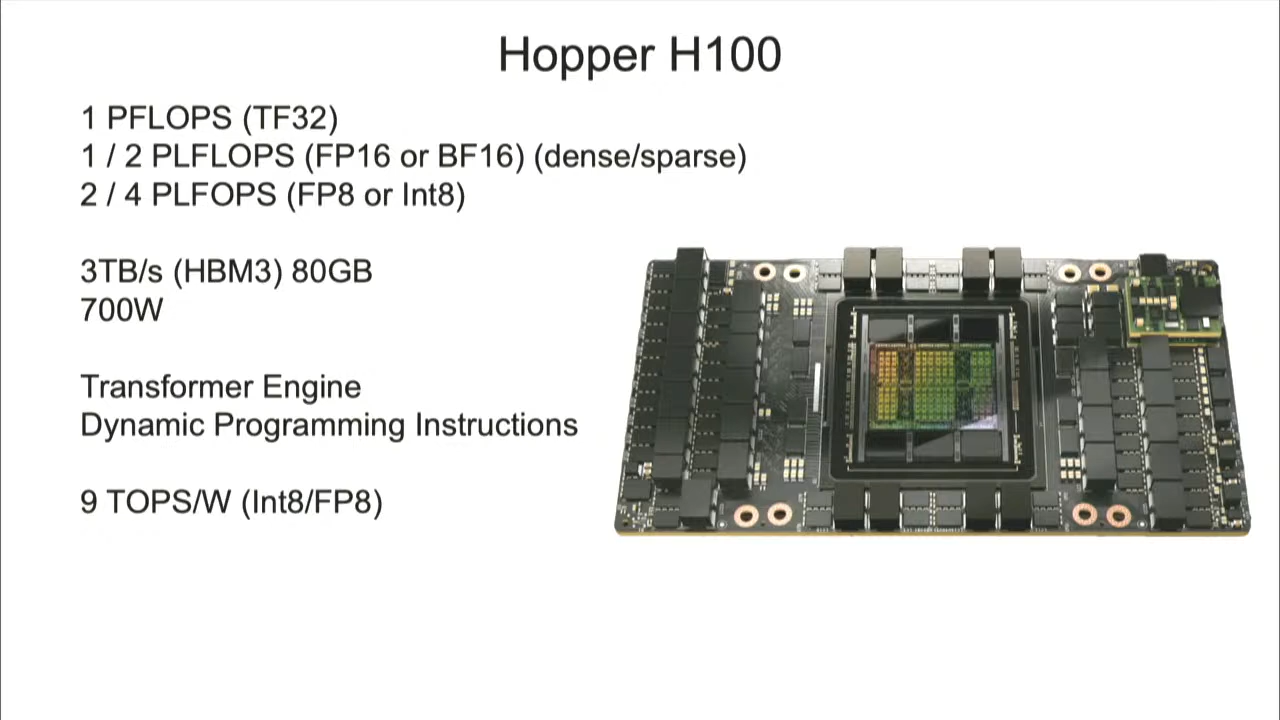 Hopper H100
1 PFLOPS (TF32)
1 / 2 PLFLOPS (FP16 or BF16) (dense/sparse)
2 / 4 PLFOPS (FP8 or Int8)
3TB/s (HBM3) 80GB
700W
Transformer Engine
Dynamic Programming Instructions
9 TOPS/W (Int8/FP8)